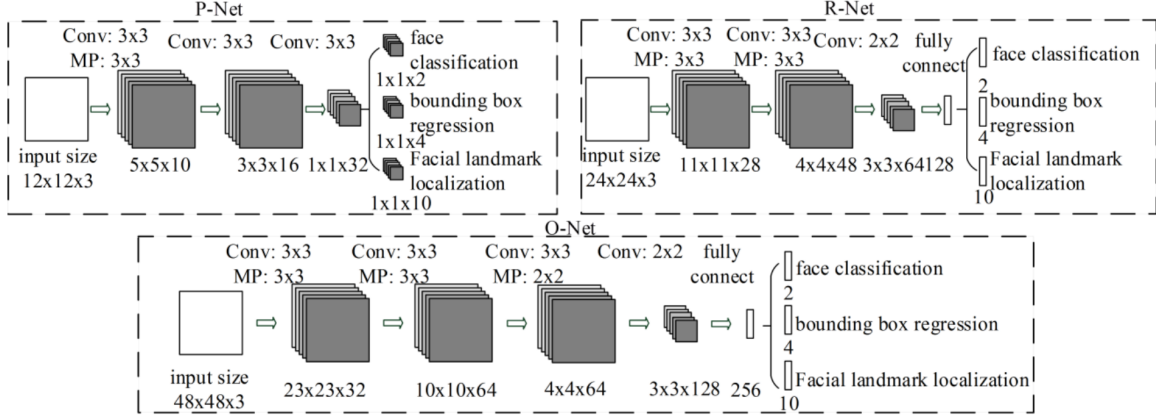 P-Net
Conv: 3x3 Conv: 3x3 Conv: 3x3
MP: 3x3
face
classification
1x1x2
bounding box
regression
1x1x4
Facial landmark
localization
1x1x10
input size
12x12x3
5x5x10 3x3x16 1x1x32
R-Net
Conv: 3x3 Conv: 3x3 Conv: 2x2 fully
MP: 3x3 MP: 3x3 connect
face classification
2
bounding box
regression
4
Facial landmark
localization
10
input size
24x24x3
11x11x28 4x4x48 3x3x64 128
O-Net
Conv: 3x3 Conv: 3x3 Conv: 3x3 Conv: 2x2 fully
MP: 3x3 MP: 3x3 MP: 2x2 connect
face classification
2
bounding box regression
4
Facial landmark localization
10
input size
48x48x3
23x23x32 10x10x64 4x4x64 3x3x128 256